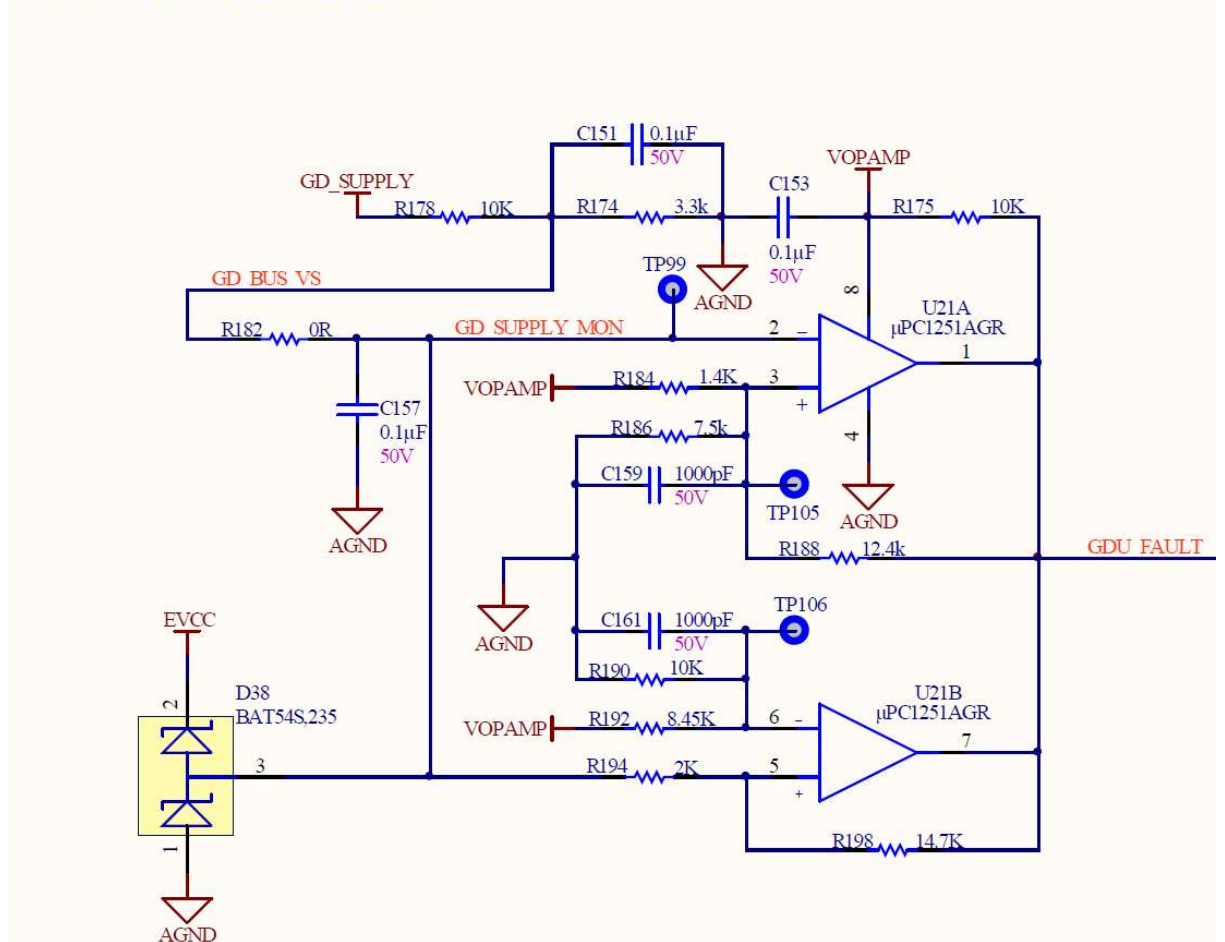 C151 0.1µF
50V
VOPAMP
GD_SUPPLY
C153
R178 10K
R174 3.3k
R175 10K
0.1µF
50V
TP99
AGND
8
GD BUS VS
U21A
µPC1251AGR
R182 0R
GD SUPPLY MON
2 -
1
VOPAMP
R184 1.4K
3
+
C157
0.1µF
50V
R186 7.5k
4
C159 1000pF
50V
TP105
AGND
AGND
R188 12.4k
GDU FAULT
TP106
AGND
C161 1000pF
50V
EVCC
R190 10K
2
D38
BAT54S,235
U21B
µPC1251AGR
VOPAMP
R192 8.45K
6 -
7
3
R194 2K
5
+
1
R198 14.7K
AGND